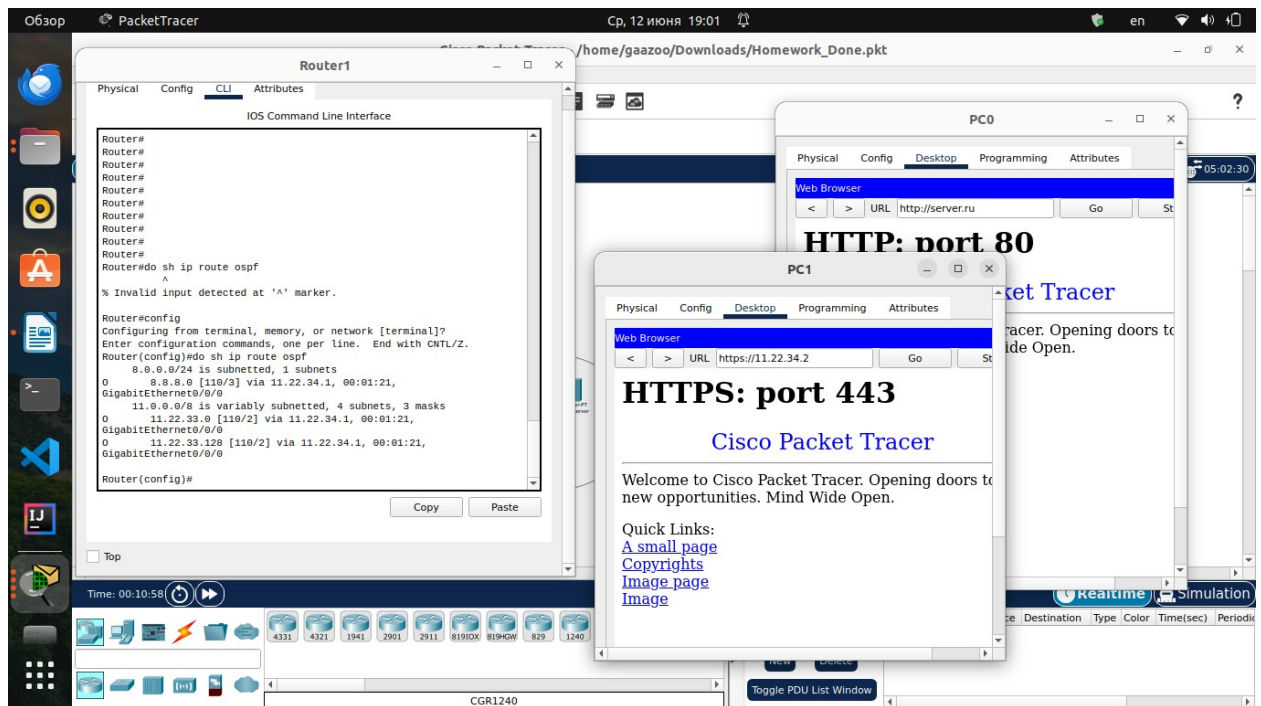 Обзор PacketTracer Ср, 12 июня 19:01 en
/home/gaazoo/Downloads/Homework_Done.pkt
Router1
Physical Config CLI Attributes
IOS Command Line Interface
Router#
Router#
Router#
Router#
Router#
Router#
Router#
Router#
Router#
Router#
Router#do sh ip route ospf
^
% Invalid input detected at '^' marker.
Router#config
Configuring from terminal, memory, or network [terminal]?
Enter configuration commands, one per line. End with CNTL/Z.
Router(config)#do sh ip route ospf
8.0.0.0/24 is subnetted, 1 subnets
O 8.8.8.0 [110/3] via 11.22.34.1, 00:01:21,
GigabitEthernet0/0/0
11.0.0.0/8 is variably subnetted, 4 subnets, 3 masks
O 11.22.33.0 [110/2] via 11.22.34.1, 00:01:21,
GigabitEthernet0/0/0
O 11.22.33.128 [110/2] via 11.22.34.1, 00:01:21,
GigabitEthernet0/0/0
Router(config)#
Copy Paste
Top
?
05:02:30
PC0
Physical Config Desktop Programming Attributes
Web Browser
< > URL http://server.ru Go St
HTTP: port 80
ket Tracer
racer. Opening doors to
ide Open.
PC1
Physical Config Desktop Programming Attributes
Web Browser
< > URL https://11.22.34.2 Go St
HTTPS: port 443
Cisco Packet Tracer
Welcome to Cisco Packet Tracer. Opening doors to
new opportunities. Mind Wide Open.
Quick Links:
A small page
Copyrights
Image page
Image
Time: 00:10:58
Realtime Simulation
4331 4321 1941 2901 2911 819IOX 819HGW 829 1240
CGR1240
Destination Type Color Time(sec) Periodic
New Delete
Toggle PDU List Window